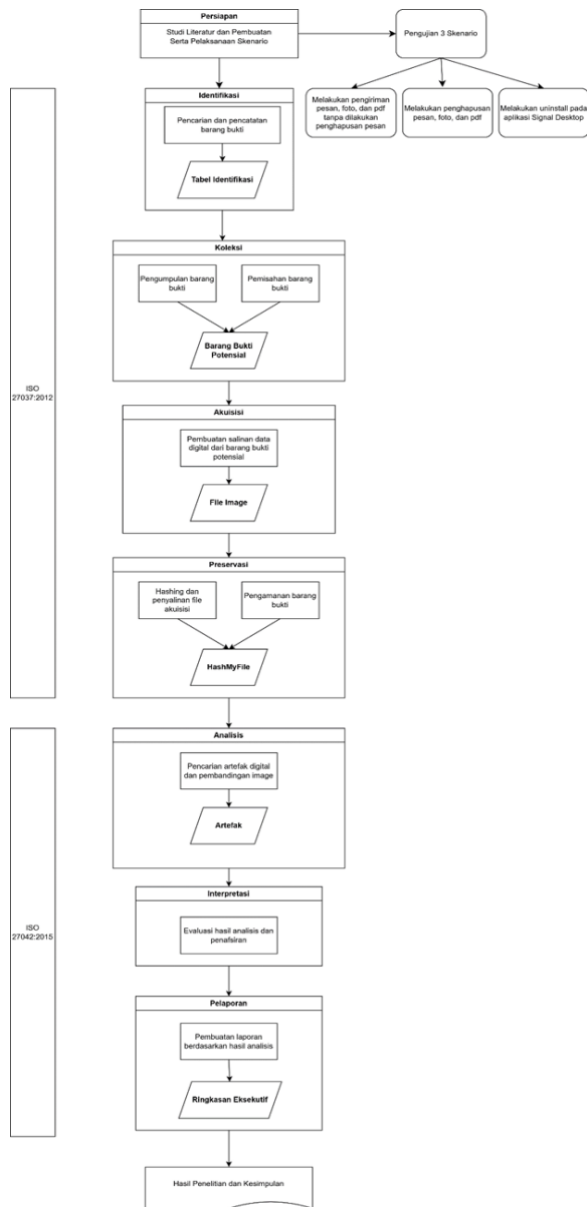 Persiapan
Studi Literatur dan Pembuatan
Serta Pelaksanaan Skenario
Pengujian 3 Skenario
Melakukan pengiriman
pesan, foto, dan pdf
tanpa dilakukan
penghapusan pesan
Melakukan penghapusan
pesan, foto, dan pdf
Melakukan uninstall pada
aplikasi Signal Desktop
ISO
27037:2012
Identifikasi
Pencarian dan pencatatan
barang bukti
Tabel Identifikasi
Koleksi
Pengumpulan barang
bukti
Pemisahan barang
bukti
Barang Bukti
Potensial
Akuisisi
Pembuatan salinan data
digital dari barang bukti
potensial
File Image
Preservasi
Hashing dan
penyalinan file
akuisisi
Pengamanan barang
bukti
HashMyFile
ISO
27042:2015
Analisis
Pencarian artefak digital
dan pembandingan image
Artefak
Interpretasi
Evaluasi hasil analisis dan
penafsiran
Pelaporan
Pembuatan laporan
berdasarkan hasil analisis
Ringkasan Eksekutif
Hasil Penelitian dan Kesimpulan